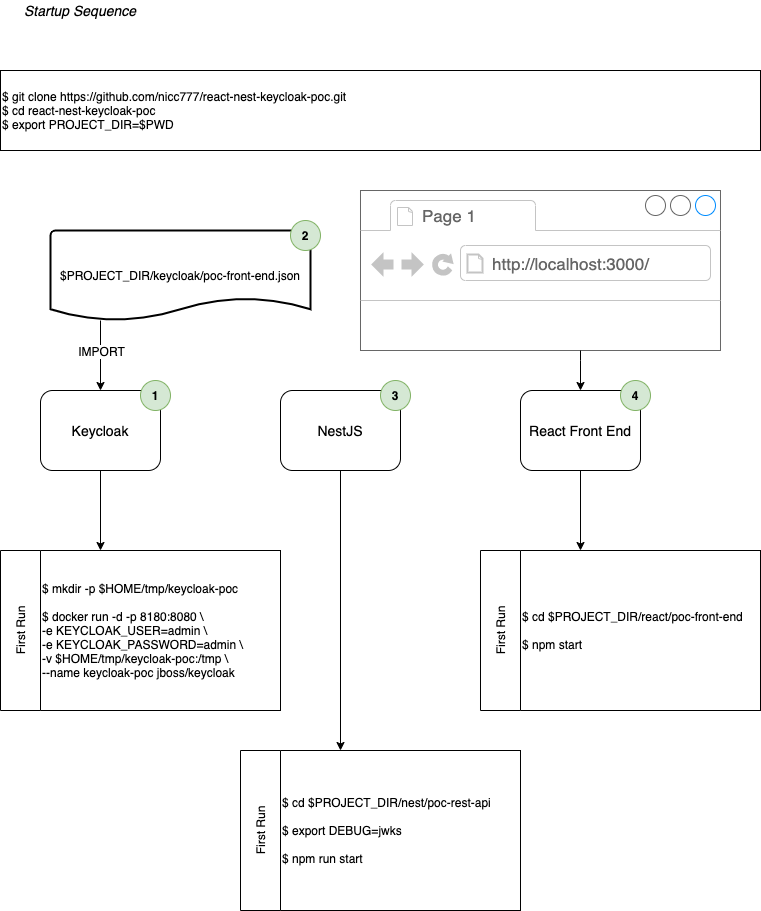 Startup Sequence
$ git clone https://github.com/nicc777/react-nest-keycloak-poc.git
$ cd react-nest-keycloak-poc
$ export PROJECT_DIR=$PWD
Page 1
http://localhost:3000/
2
$PROJECT_DIR/keycloak/poc-front-end.json
IMPORT
1
Keycloak
3
NestJS
4
React Front End
First Run
$ mkdir -p $HOME/tmp/keycloak-poc
$ docker run -d -p 8180:8080 \
-e KEYCLOAK_USER=admin \
-e KEYCLOAK_PASSWORD=admin \
-v $HOME/tmp/keycloak-poc:/tmp \
--name keycloak-poc jboss/keycloak
First Run
$ cd $PROJECT_DIR/react/poc-front-end
$ npm start
First Run
$ cd $PROJECT_DIR/nest/poc-rest-api
$ export DEBUG=jwks
$ npm run start